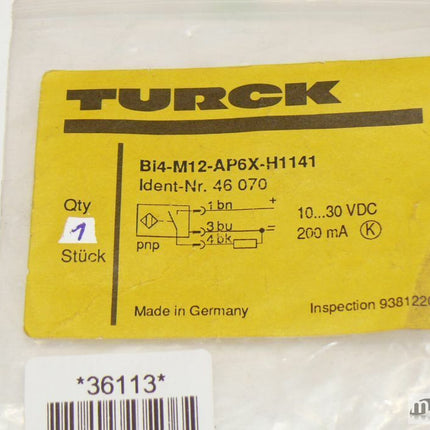 TURCK
Bi4-M12-AP6X-H1141
Ident-Nr. 46 070
Qty
1
Stück
1 bn +
3 bu =
4 bk
pnp
10...30 VDC
200 mA K
Made in Germany
Inspection 9381220
*36113*